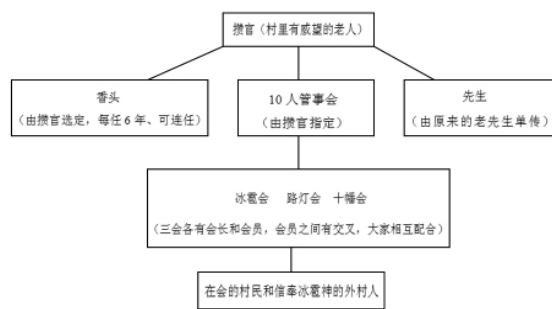 攒官（村里有威望的老人）
香头
（由攒官选定，每任6年、可连任）
10人管事会
（由攒官指定）
先生
（由原来的老先生单传）
冰雹会 路灯会 十幡会
（三会各有会长和会员，会员之间有交叉，大家相互配合）
在会的村民和信奉冰雹神的外村人